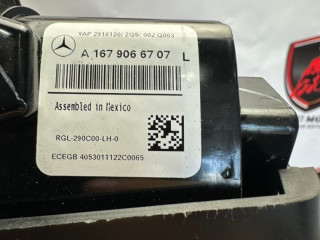 YAP 2916120/ ZGS: 002 Q003
A 167 906 67 07 L
Assembled in Mexico
RGL-290C00-LH-0
ECEGB 4053011122C0065